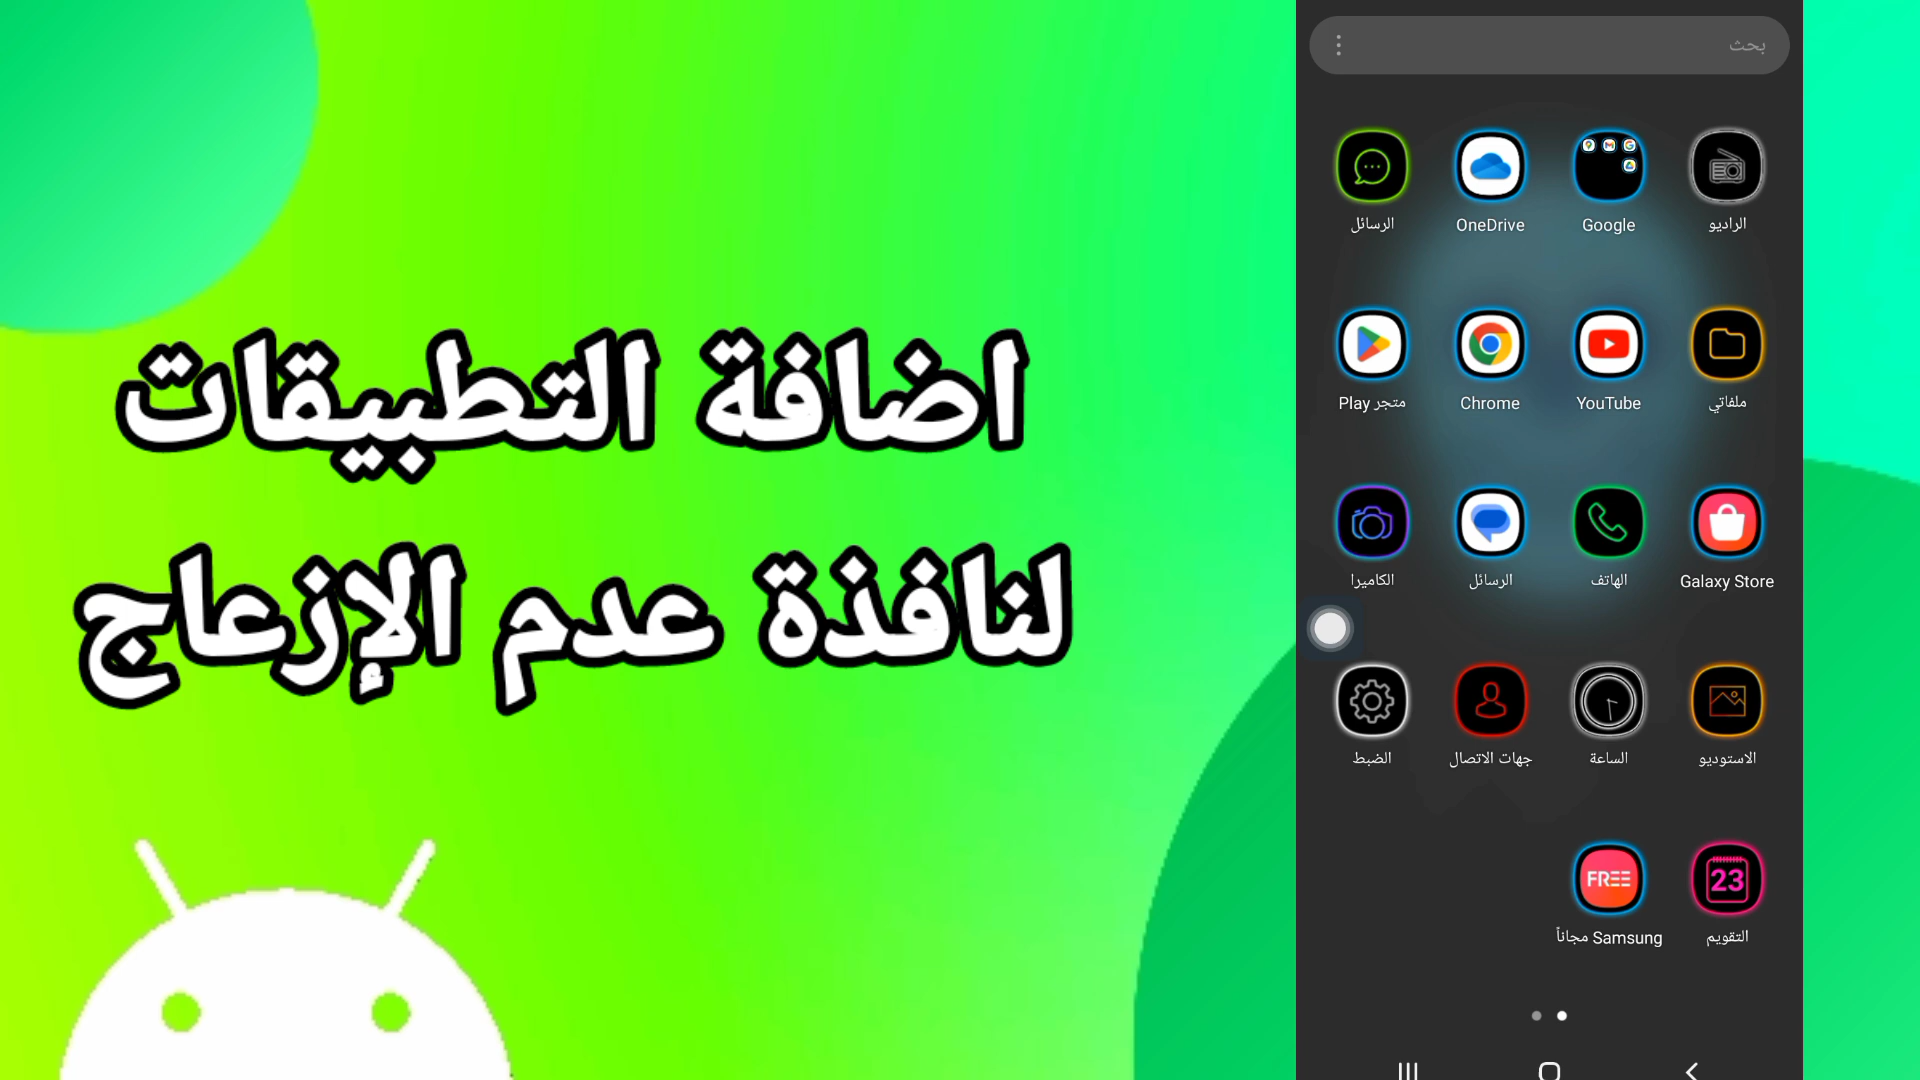 اضافة التطبيقات
لنافذة عدم الإزعاج
بحث
الراديو
Google
OneDrive
الرسائل
ملفاتي
YouTube
Chrome
متجر Play
Galaxy Store
الهاتف
الرسائل
الكاميرا
الاستوديو
الساعة
جهات الاتصال
الضبط
23
FREE
التقويم
Samsung مجاناً